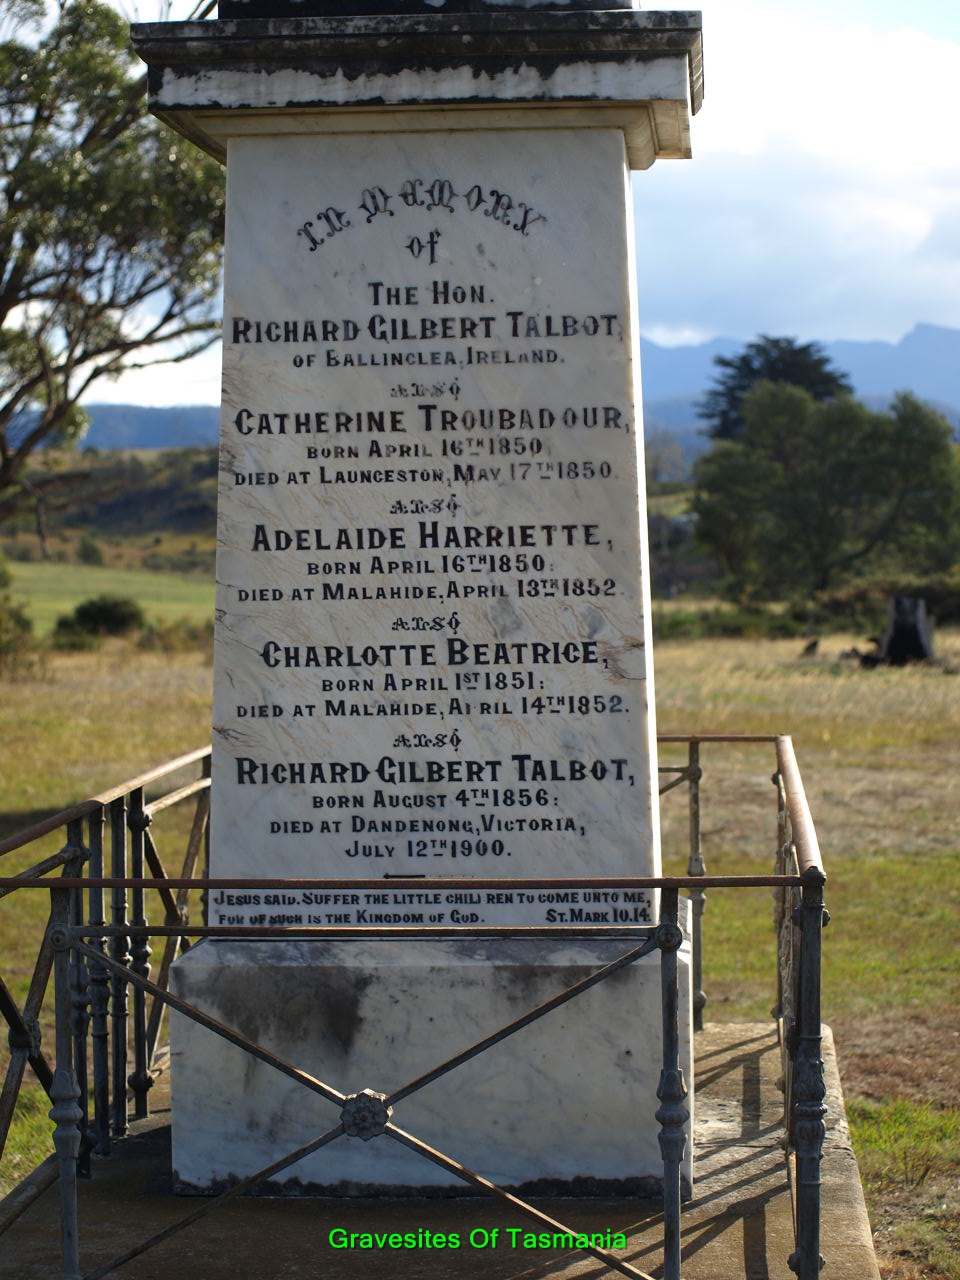 In Memory
of
The Hon.
Richard Gilbert Talbot,
of Ballinclea, Ireland.
also
Catherine Troubadour,
born April 16th 1850,
died at Launceston, May 17th 1850.
also
Adelaide Harriette,
born April 16th 1850:
died at Malahide, April 13th 1852.
also
Charlotte Beatrice,
born April 1st 1851:
died at Malahide, April 14th 1852.
also
Richard Gilbert Talbot,
born August 4th 1856:
died at Dandenong, Victoria,
July 12th 1900.
Jesus said. Suffer the little children to come unto me,
for of such is the Kingdom of God. St. Mark 10.14.
Gravesites Of Tasmania